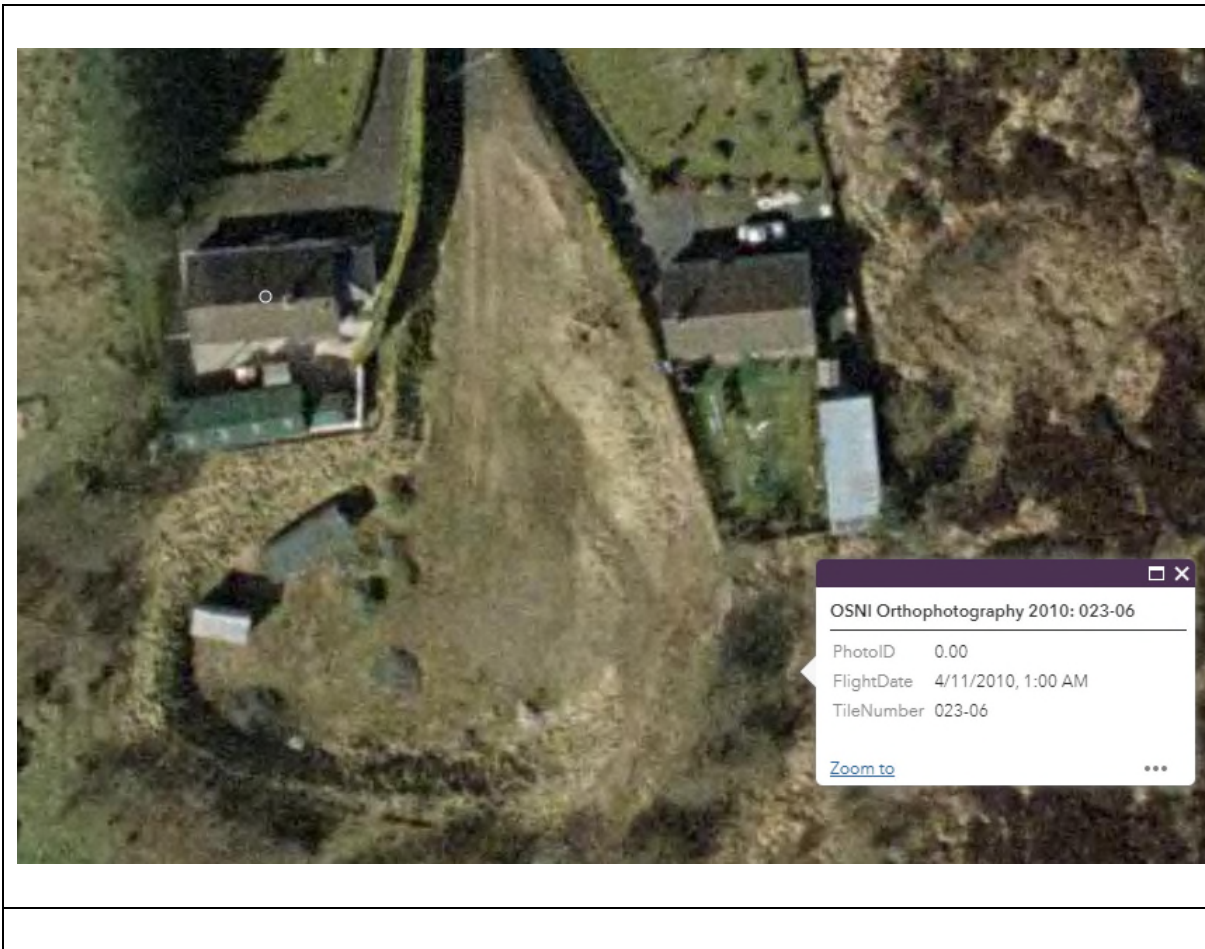 OSNI Orthophotography 2010: 023-06
PhotoID 0.00
FlightDate 4/11/2010, 1:00 AM
TileNumber 023-06
Zoom to